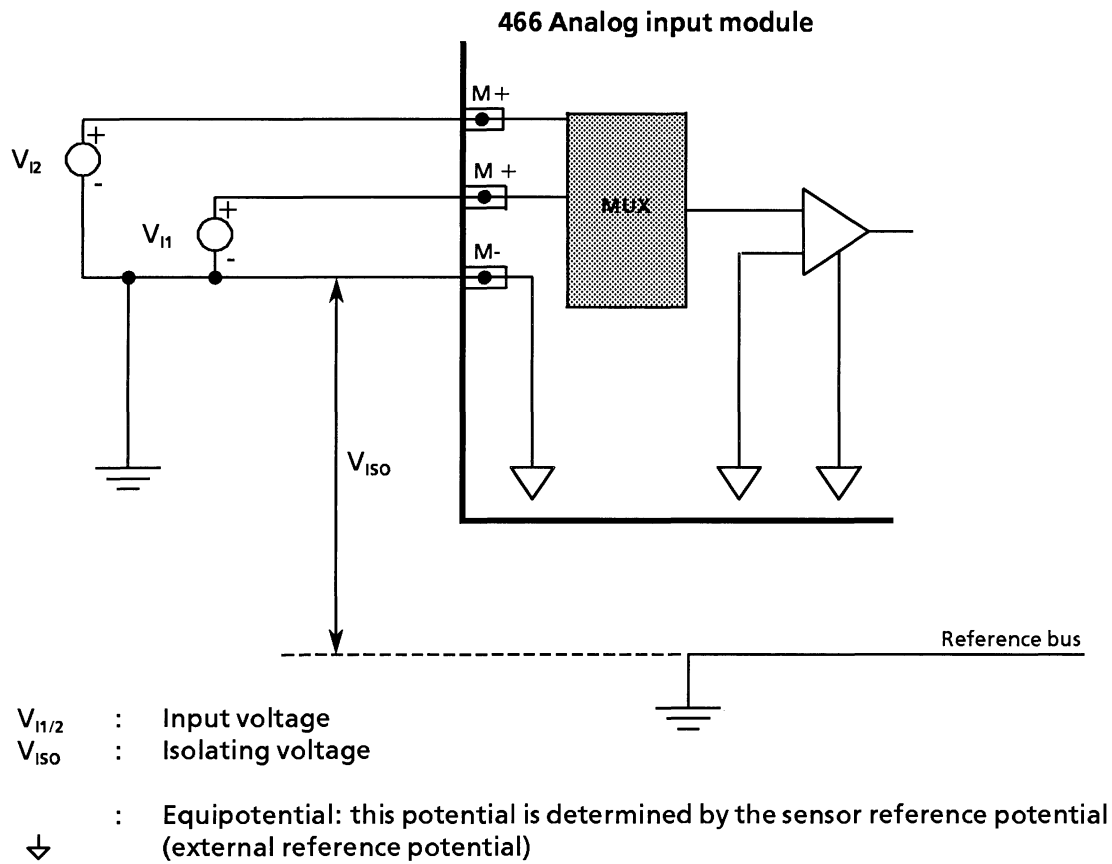 466 Analog input module
M+
V_I2
+
-
M+
MUX
V_I1
+
-
M-
V_ISO
Reference bus
V_I1/2 : Input voltage
V_ISO : Isolating voltage
: Equipotential: this potential is determined by the sensor reference potential
(external reference potential)